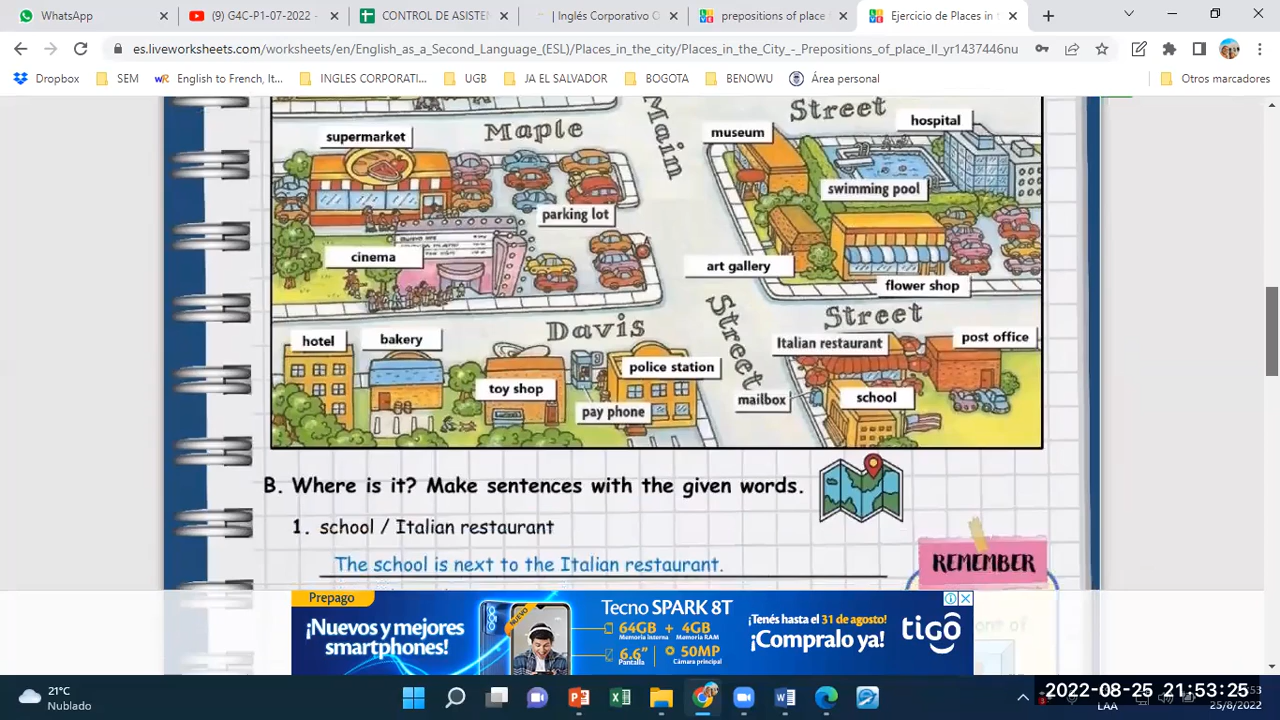 WhatsApp
(9) G4C-P1-07-2022 -
CONTROL DE ASISTEN
Inglés Corporativo O
prepositions of place
Ejercicio de Places in t
es.liveworksheets.com/worksheets/en/English_as_a_Second_Language_(ESL)/Places_in_the_city/Places_in_the_City_-_Prepositions_of_place_II_yr1437446nu
Dropbox
SEM
English to French, It...
INGLES CORPORATI...
UGB
JA EL SALVADOR
BOGOTA
BENOWU
Área personal
Otros marcadores
Maple
Main
Street
supermarket
museum
hospital
swimming pool
parking lot
cinema
art gallery
flower shop
Davis
Street
Street
hotel
bakery
toy shop
police station
pay phone
Italian restaurant
post office
mailbox
school
B. Where is it? Make sentences with the given words.
1. school / Italian restaurant
The school is next to the Italian restaurant.
REMEMBER
Prepago
¡Nuevos y mejores
smartphones!
NUEVO
Tecno SPARK 8T
64GB + 4GB
Memoria interna
Memoria RAM
6.6"
Pantalla
50MP
Cámara principal
¡Tenés hasta el 31 de agosto!
¡Compralo ya!
tigo
21°C
Nublado
LAA
2022-08-25 21:53:25
25/8/2022